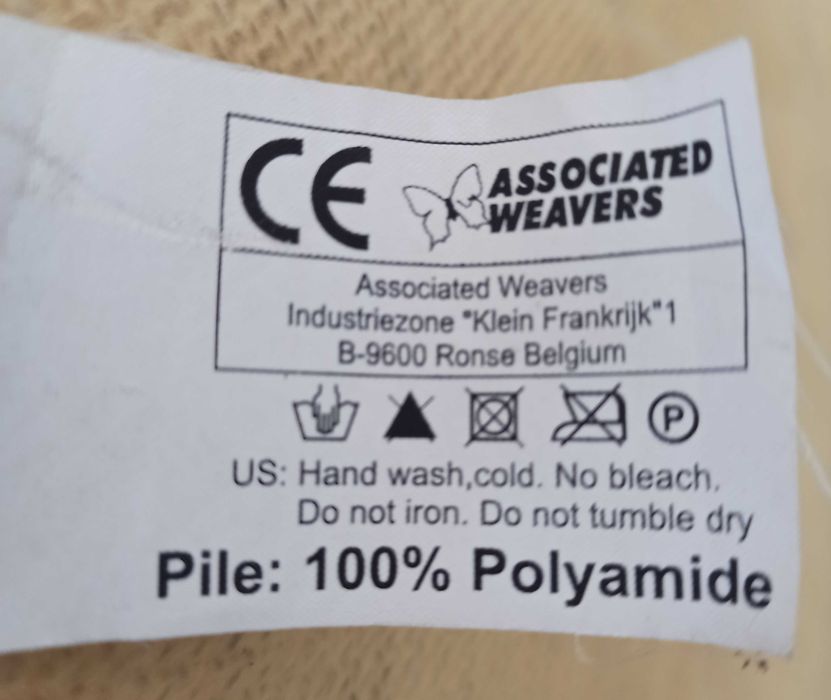 CE
ASSOCIATED
WEAVERS
Associated Weavers
Industriezone "Klein Frankrijk"1
B-9600 Ronse Belgium
P
US: Hand wash,cold. No bleach.
Do not iron. Do not tumble dry
Pile: 100% Polyamide